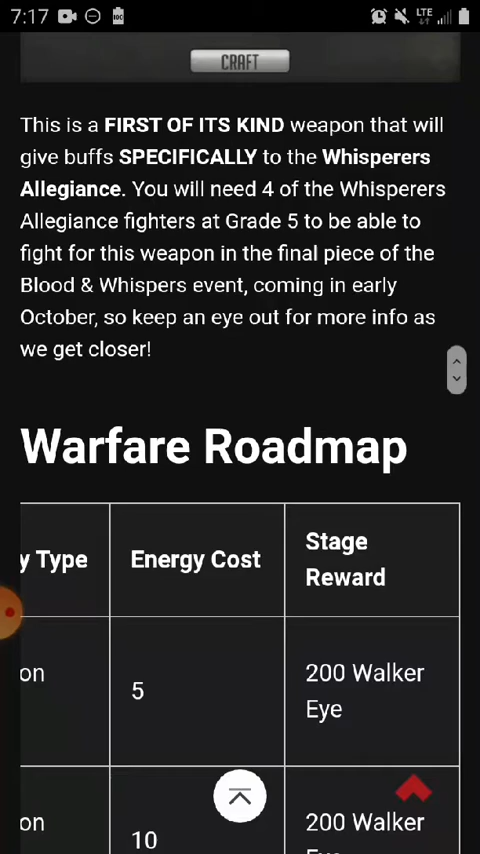 7:17
LTE
CRAFT
This is a FIRST OF ITS KIND weapon that will
give buffs SPECIFICALLY to the Whisperers
Allegiance. You will need 4 of the Whisperers
Allegiance fighters at Grade 5 to be able to
fight for this weapon in the final piece of the
Blood & Whispers event, coming in early
October, so keep an eye out for more info as
we get closer!
Warfare Roadmap
y Type Energy Cost Stage
Reward
on 5 200 Walker
Eye
on 10 200 Walker